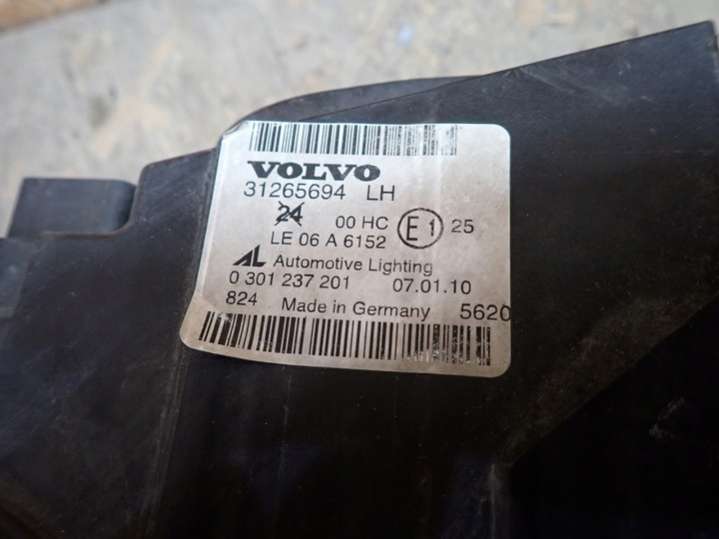 VOLVO
31265694 LH
24 00 HC E1 25
LE 06 A 6152
AL Automotive Lighting
0 301 237 201 07.01.10
824 Made in Germany 5620